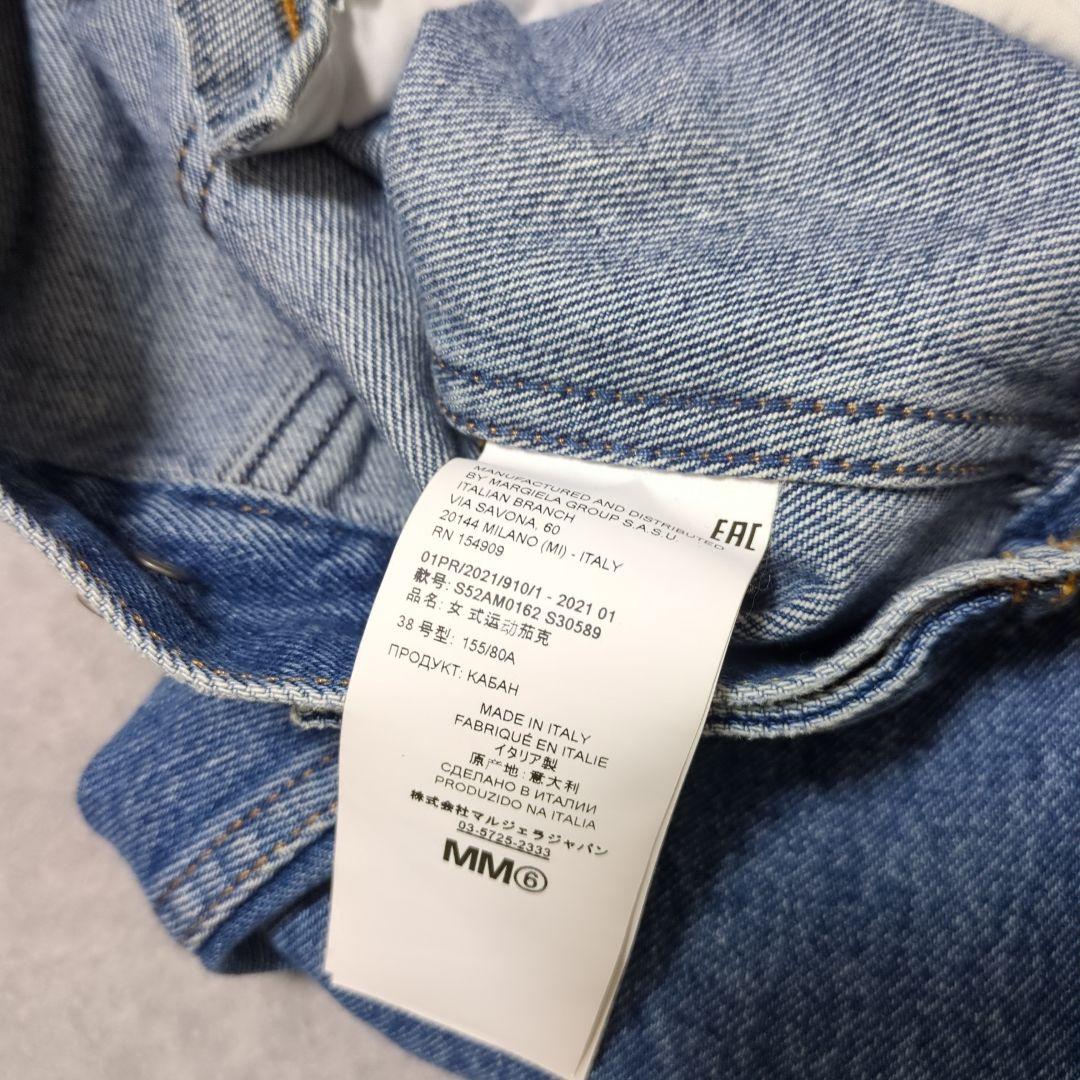 MANUFACTURED AND DISTRIBUTED
BY MARGIELA GROUP S.A.S.U.
ITALIAN BRANCH
VIA SAVONA, 60
20144 MILANO (MI) - ITALY
RN 154909
EAC
01PR/2021/910/1 - 2021 01
款号: S52AM0162 S30589
品名: 女 式运动茄克
38 号型: 155/80A
ПРОДУКТ: КАБАН
MADE IN ITALY
FABRIQUÉ EN ITALIE
イタリア製
原产地: 意大利
СДЕЛАНО В ИТАЛИИ
PRODUZIDO NA ITALIA
株式会社マルジェラジャパン
03-5725-2333
MM⑥